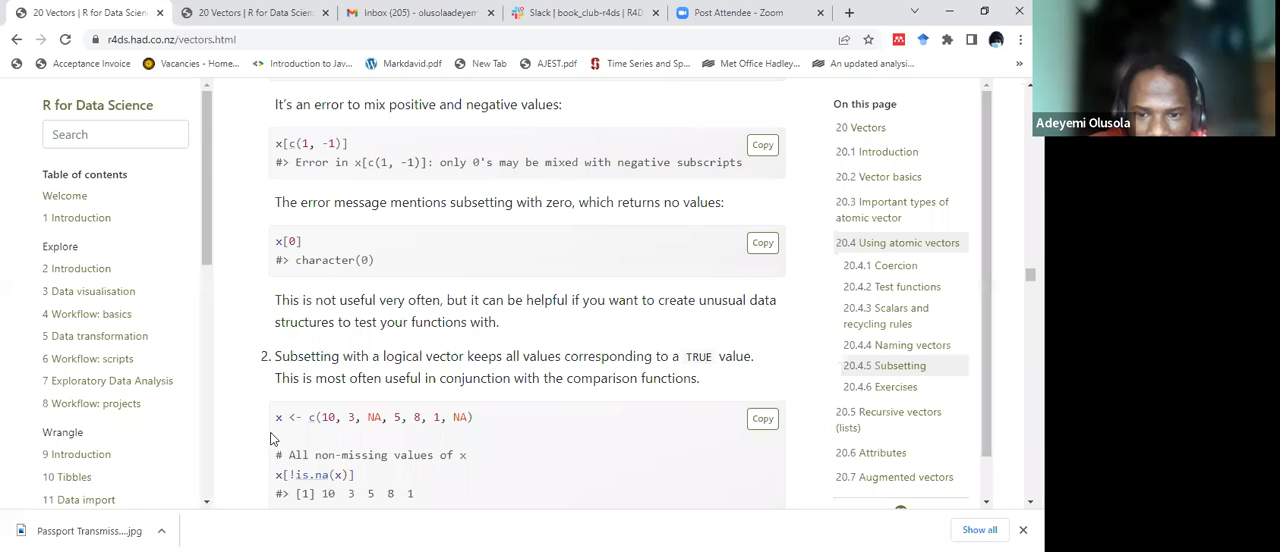 20 Vectors | R for Data Science
20 Vectors | R for Data Science
Inbox (205) - olusolaadeyem
Slack | book_club-r4ds | R4D
Post Attendee - Zoom
r4ds.had.co.nz/vectors.html
Acceptance Invoice
Vacancies - Home...
Introduction to Jav...
Markdavid.pdf
New Tab
AJEST.pdf
Time Series and Sp...
Met Office Hadley...
An updated analysi...
»
R for Data Science
Search
Table of contents
Welcome
1 Introduction
Explore
2 Introduction
3 Data visualisation
4 Workflow: basics
5 Data transformation
6 Workflow: scripts
7 Exploratory Data Analysis
8 Workflow: projects
Wrangle
9 Introduction
10 Tibbles
11 Data import
It's an error to mix positive and negative values:
x[c(1, -1)]
#> Error in x[c(1, -1)]: only 0's may be mixed with negative subscripts
Copy
The error message mentions subsetting with zero, which returns no values:
x[0]
#> character(0)
Copy
This is not useful very often, but it can be helpful if you want to create unusual data
structures to test your functions with.
2. Subsetting with a logical vector keeps all values corresponding to a TRUE value.
This is most often useful in conjunction with the comparison functions.
x <- c(10, 3, NA, 5, 8, 1, NA)
Copy
# All non-missing values of x
x[!is.na(x)]
#> [1] 10 3 5 8 1
On this page
20 Vectors
20.1 Introduction
20.2 Vector basics
20.3 Important types of
atomic vector
20.4 Using atomic vectors
20.4.1 Coercion
20.4.2 Test functions
20.4.3 Scalars and
recycling rules
20.4.4 Naming vectors
20.4.5 Subsetting
20.4.6 Exercises
20.5 Recursive vectors
(lists)
20.6 Attributes
20.7 Augmented vectors
Adeyemi Olusola
Passport Transmiss....jpg
Show all